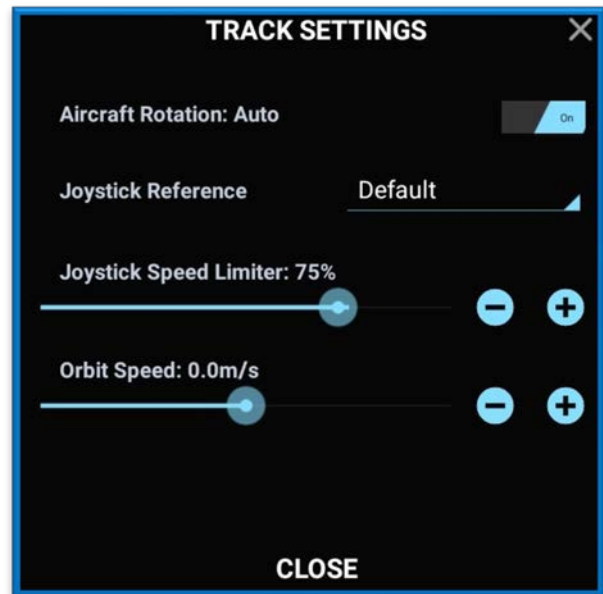 TRACK SETTINGS
Aircraft Rotation: Auto
On
Joystick Reference
Default
Joystick Speed Limiter: 75%
Orbit Speed: 0.0m/s
CLOSE